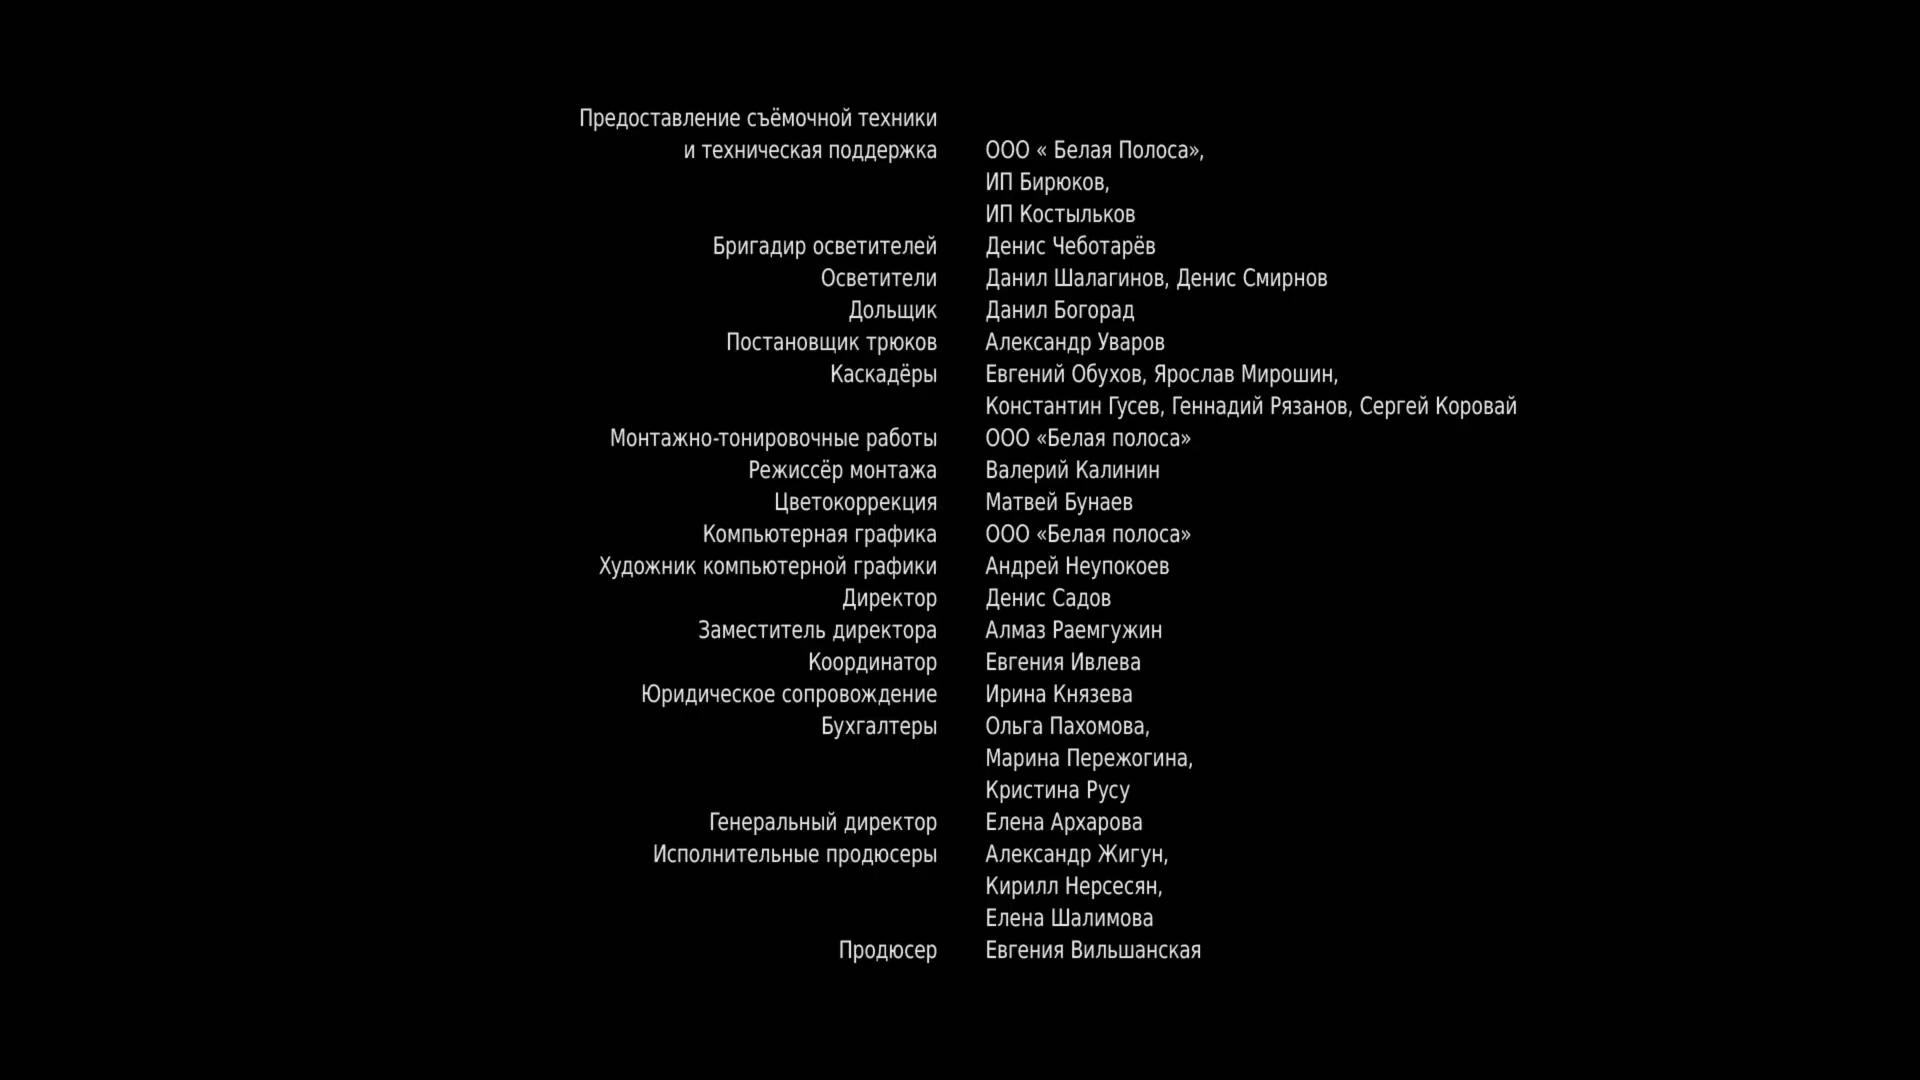 Предоставление съёмочной техники
и техническая поддержка ООО « Белая Полоса»,
ИП Бирюков,
ИП Костыльков
Бригадир осветителей Денис Чеботарёв
Осветители Данил Шалагинов, Денис Смирнов
Дольщик Данил Богорад
Постановщик трюков Александр Уваров
Каскадёры Евгений Обухов, Ярослав Мирошин,
Константин Гусев, Геннадий Рязанов, Сергей Коровай
Монтажно-тонировочные работы ООО «Белая полоса»
Режиссёр монтажа Валерий Калинин
Цветокоррекция Матвей Бунаев
Компьютерная графика ООО «Белая полоса»
Художник компьютерной графики Андрей Неупокоев
Директор Денис Садов
Заместитель директора Алмаз Раемгужин
Координатор Евгения Ивлева
Юридическое сопровождение Ирина Князева
Бухгалтеры Ольга Пахомова,
Марина Пережогина,
Кристина Русу
Генеральный директор Елена Архарова
Исполнительные продюсеры Александр Жигун,
Кирилл Нерсесян,
Елена Шалимова
Продюсер Евгения Вильшанская